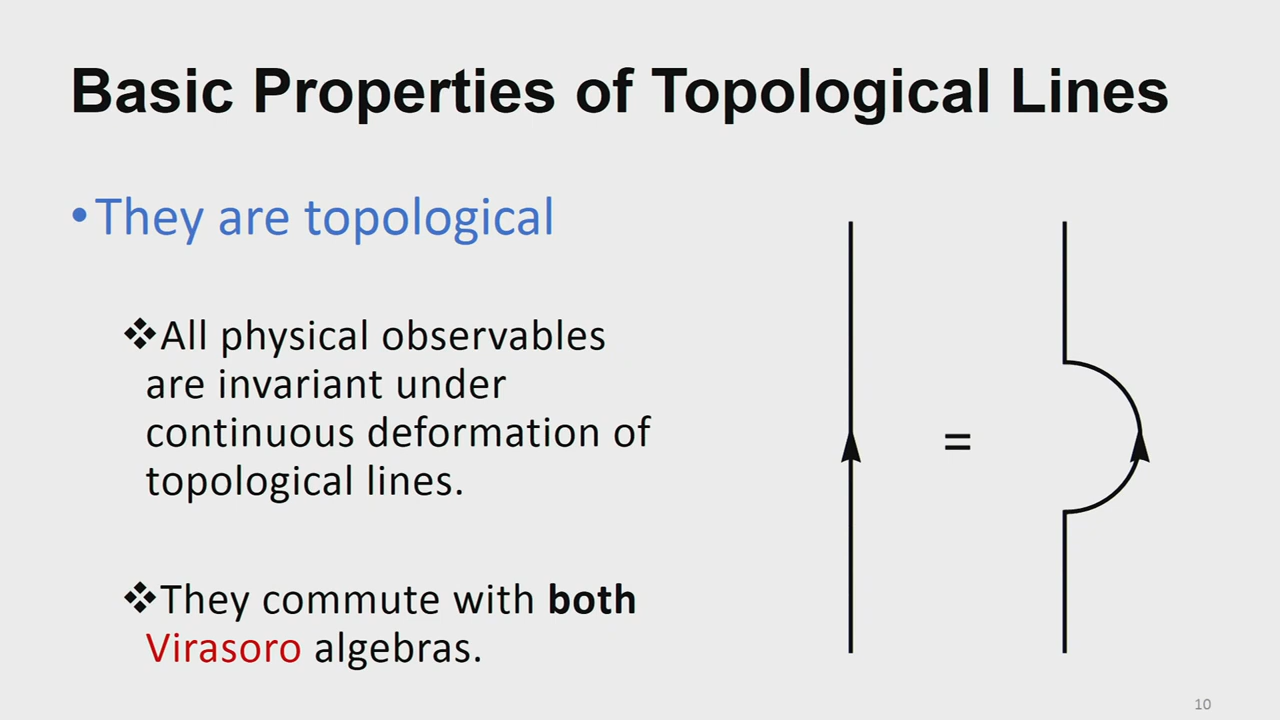 Basic Properties of Topological Lines
•They are topological
❖All physical observables
are invariant under
continuous deformation of
topological lines.
=
❖They commute with both
Virasoro algebras.
10